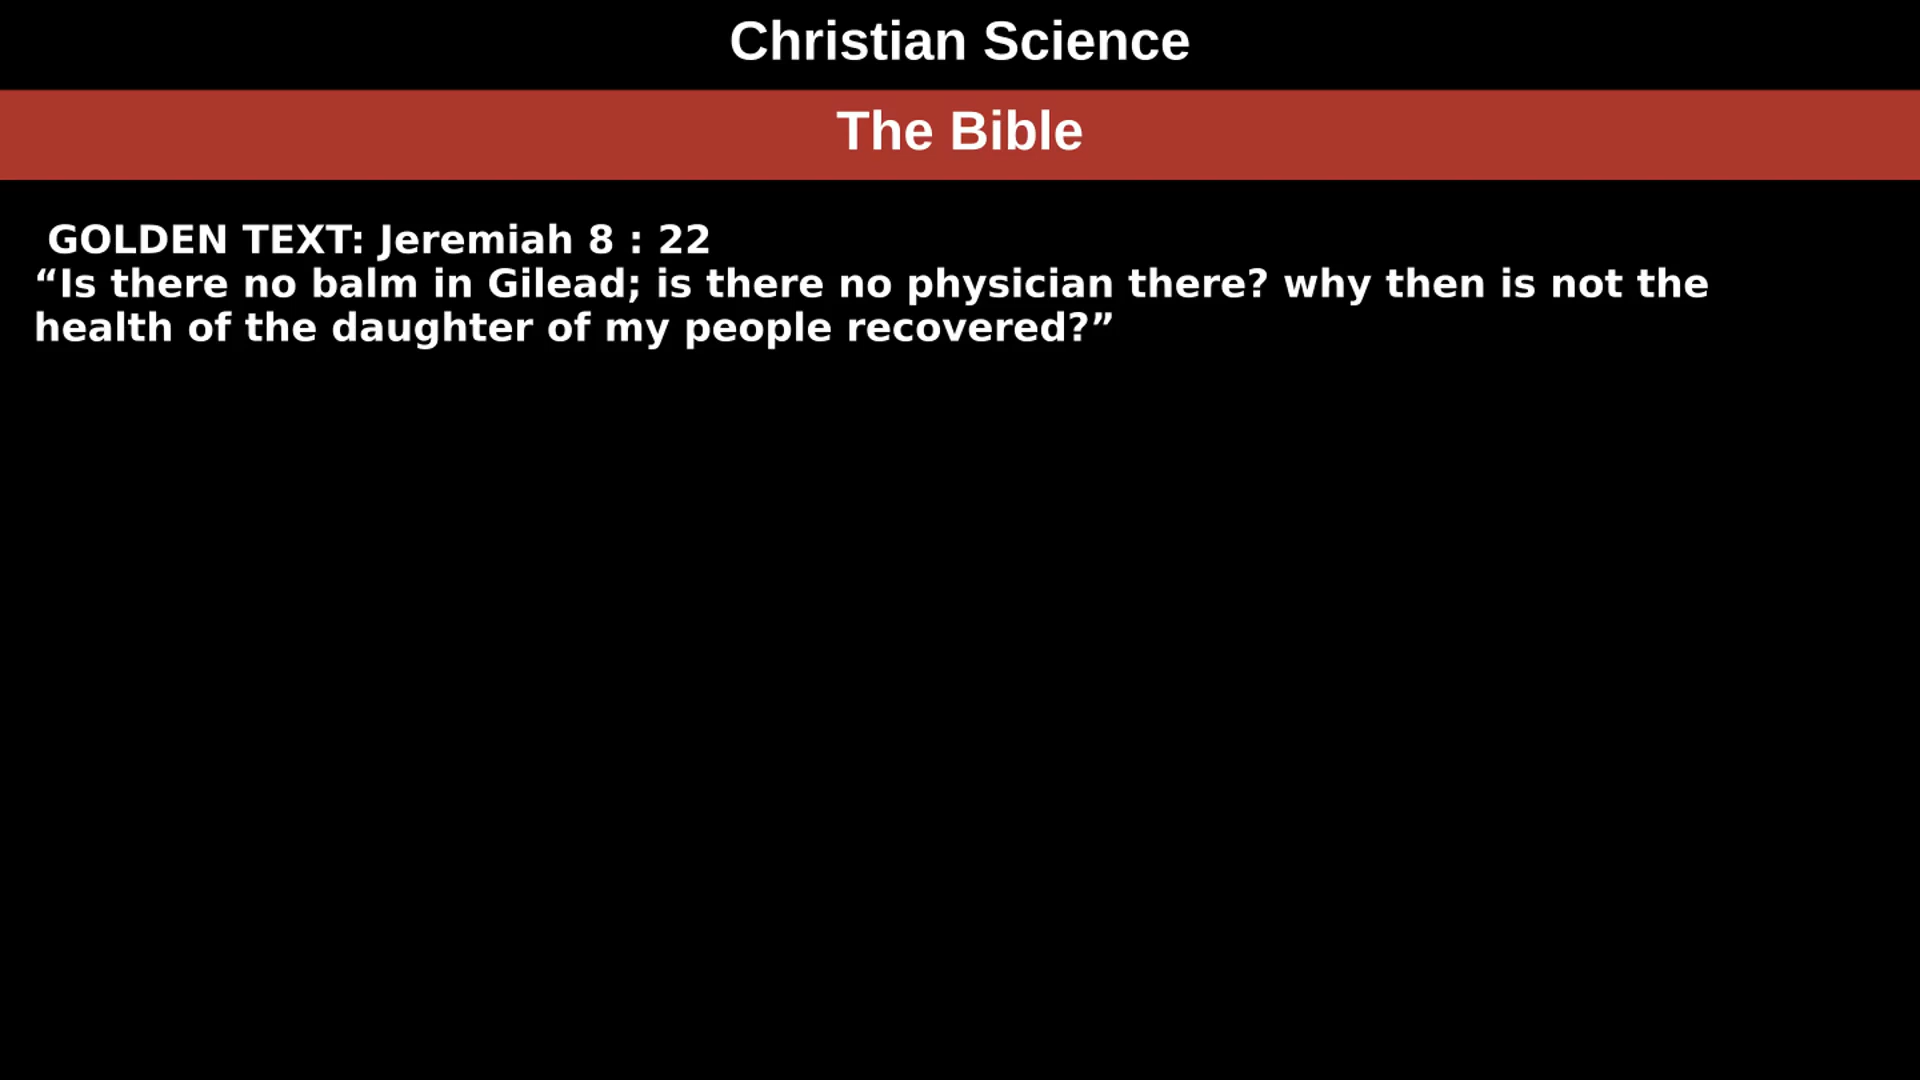 Christian Science
The Bible
GOLDEN TEXT: Jeremiah 8 : 22
“Is there no balm in Gilead; is there no physician there? why then is not the
health of the daughter of my people recovered?”